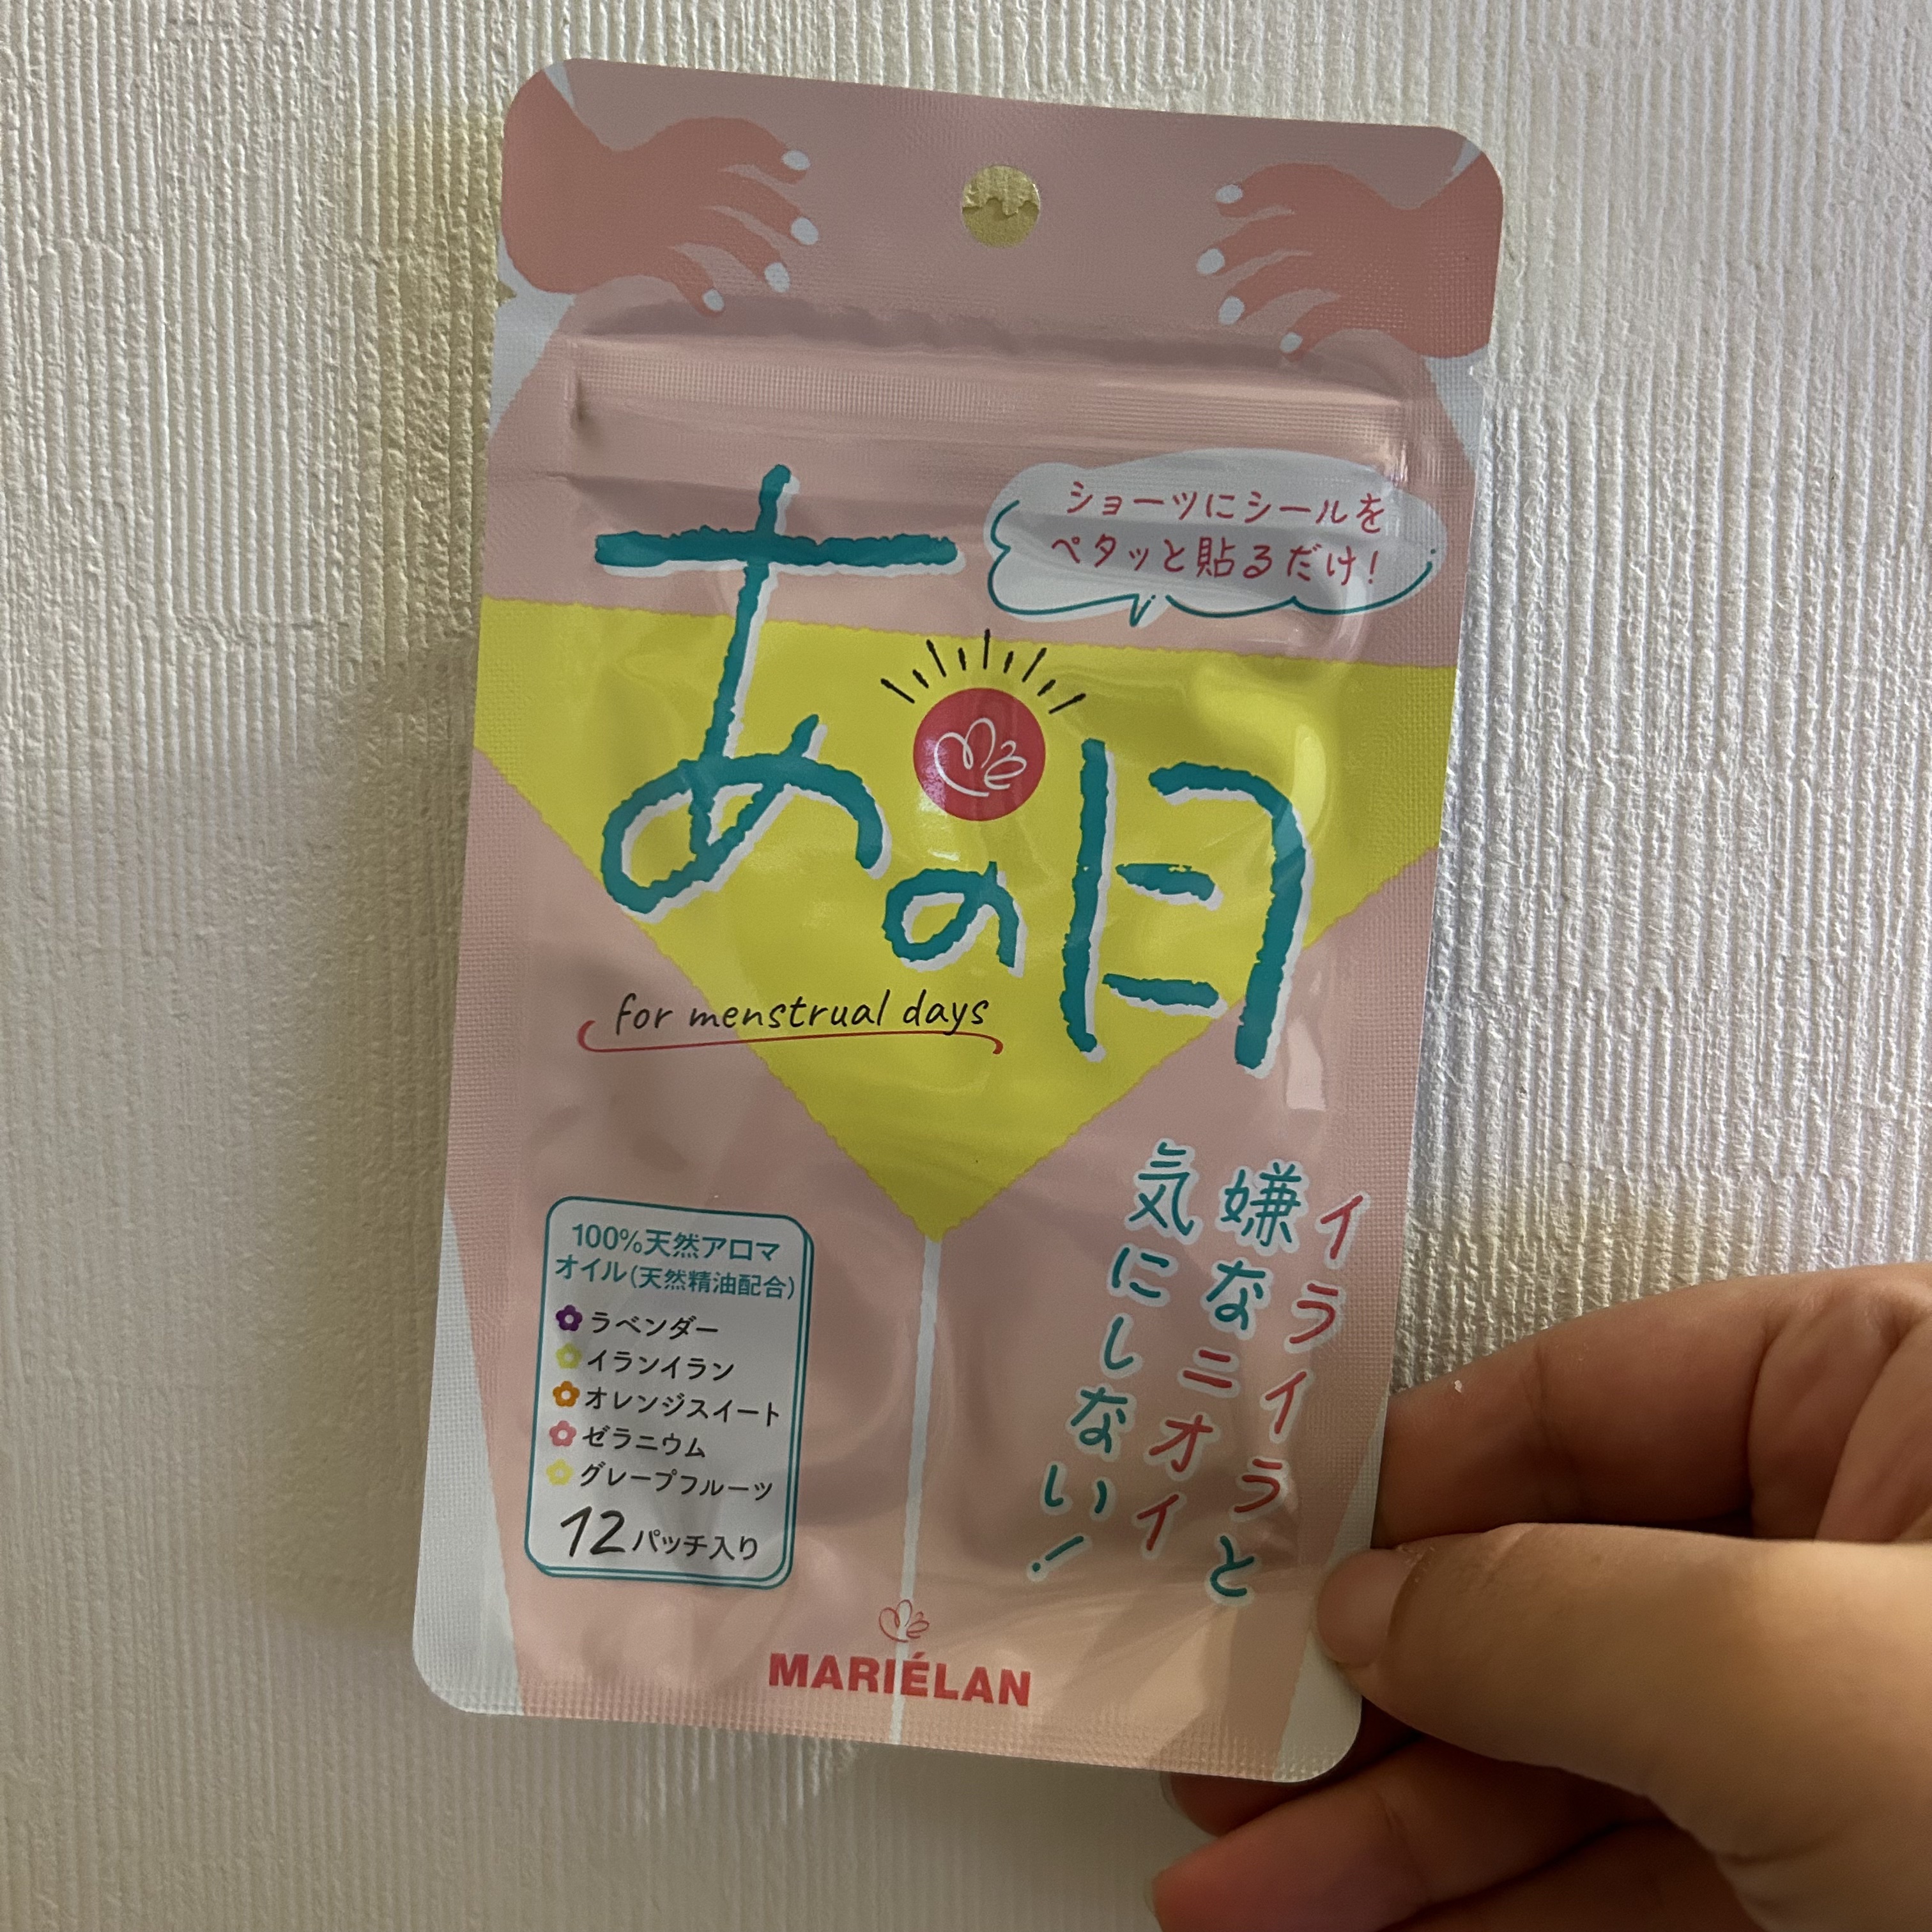 ショーツにシールを
ペタッと貼るだけ!
あの日
for menstrual days
イライラと
嫌なニオイ
気にしない!
100%天然アロマ
オイル(天然精油配合)
ラベンダー
イランイラン
オレンジスイート
ゼラニウム
グレープフルーツ
12パッチ入り
MARIÉLAN